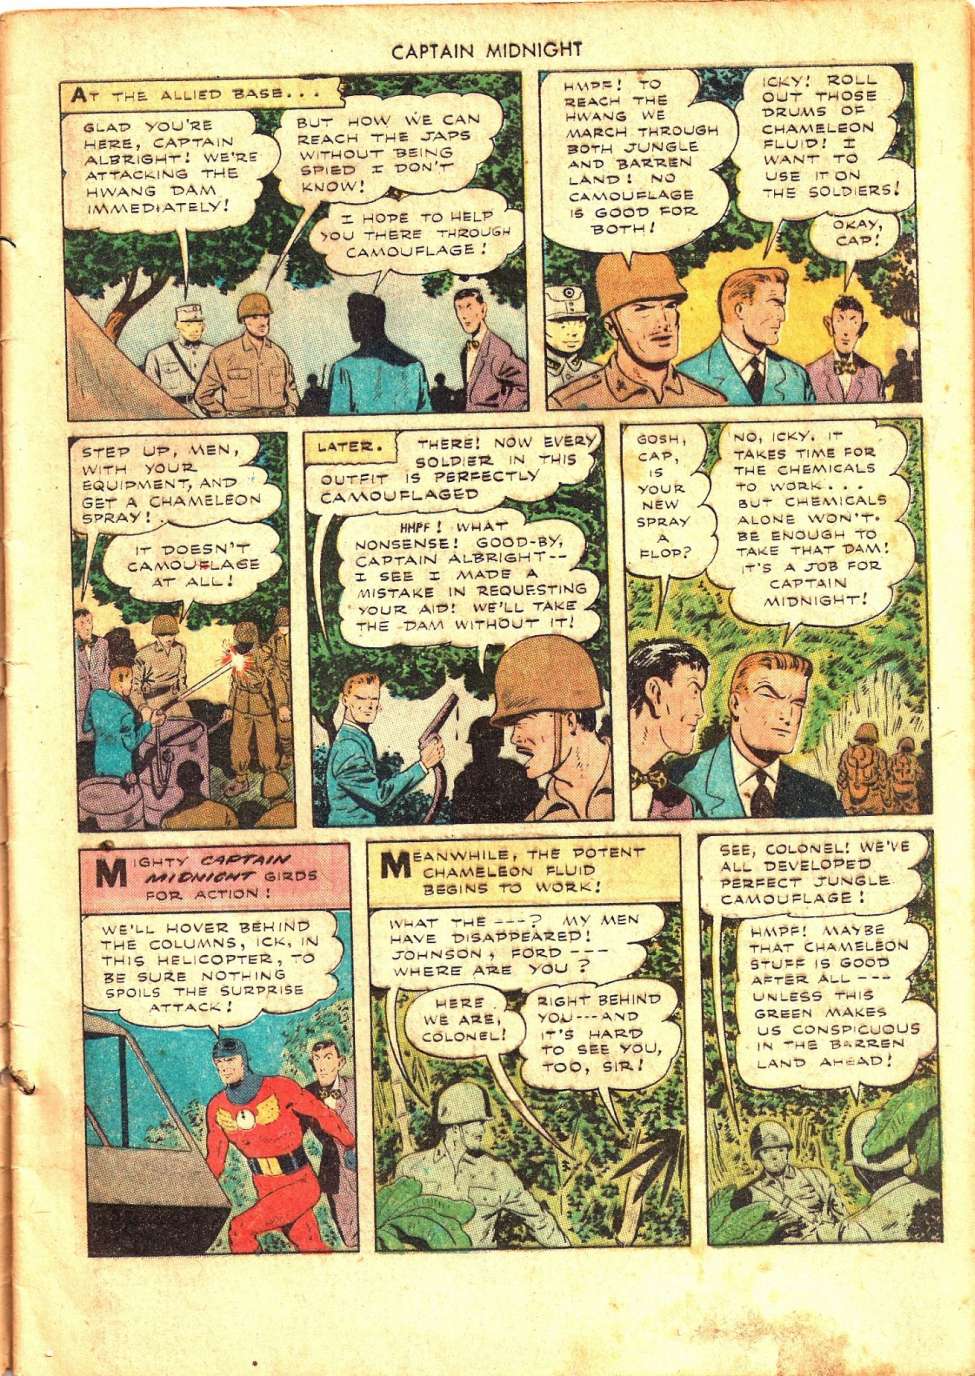 CAPTAIN MIDNIGHT
AT THE ALLIED BASE...
GLAD YOU'RE
HERE, CAPTAIN
ALBRIGHT! WE'RE
ATTACKING THE
HWANG DAM
IMMEDIATELY!
BUT HOW WE CAN
REACH THE JAPS
WITHOUT BEING
SPIED I DON'T
KNOW!
I HOPE TO HELP
YOU THERE THROUGH
CAMOUFLAGE!
HMPF! TO
REACH THE
HWANG WE
MARCH THROUGH
BOTH JUNGLE
AND BARREN
LAND! NO
CAMOUFLAGE
IS GOOD FOR
BOTH!
ICKY! ROLL
OUT THOSE
DRUMS OF
CHAMELEON
FLUID! I
WANT TO
USE IT ON
THE SOLDIERS!
OKAY,
CAP!
STEP UP, MEN,
WITH YOUR
EQUIPMENT, AND
GET A CHAMELEON
SPRAY!
IT DOESN'T
CAMOUFLAGE
AT ALL!
LATER.
THERE! NOW EVERY
SOLDIER IN THIS
OUTFIT IS PERFECTLY
CAMOUFLAGED
HMPF! WHAT
NONSENSE! GOOD-BY,
CAPTAIN ALBRIGHT--
I SEE I MADE A
MISTAKE IN REQUESTING
YOUR AID! WE'LL TAKE
THE DAM WITHOUT IT!
GOSH,
CAP,
IS
YOUR
NEW
SPRAY
A
FLOP?
NO, ICKY. IT
TAKES TIME FOR
THE CHEMICALS
TO WORK...
BUT CHEMICALS
ALONE WON'T
BE ENOUGH TO
TAKE THAT DAM!
IT'S A JOB FOR
CAPTAIN
MIDNIGHT!
MIGHTY CAPTAIN
MIDNIGHT GIRDS
FOR ACTION!
WE'LL HOVER BEHIND
THE COLUMNS, ICK, IN
THIS HELICOPTER, TO
BE SURE NOTHING
SPOILS THE SURPRISE
ATTACK!
MEANWHILE, THE POTENT
CHAMELEON FLUID
BEGINS TO WORK!
WHAT THE ---? MY MEN
HAVE DISAPPEARED!
JOHNSON, FORD ---
WHERE ARE YOU?
HERE
WE ARE,
COLONEL!
RIGHT BEHIND
YOU---AND
IT'S HARD
TO SEE YOU,
TOO, SIR!
SEE, COLONEL! WE'VE
ALL DEVELOPED
PERFECT JUNGLE
CAMOUFLAGE!
HMPF! MAYBE
THAT CHAMELEON
STUFF IS GOOD
AFTER ALL ---
UNLESS THIS
GREEN MAKES
US CONSPICUOUS
IN THE BARREN
LAND AHEAD!